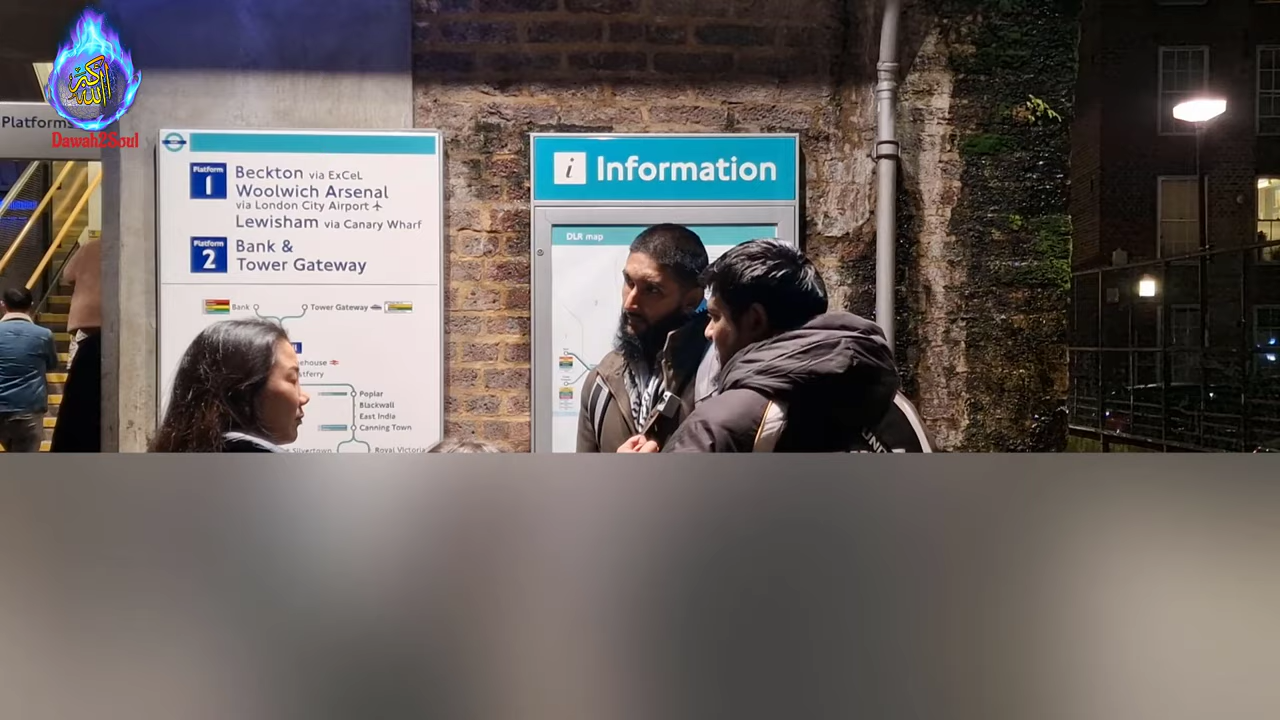 الله أكبر
Dawah2Soul
Platforms
Platform 1
Beckton via ExCeL
Woolwich Arsenal
via London City Airport
Lewisham via Canary Wharf
Platform 2
Bank &
Tower Gateway
Bank
Tower Gateway
Poplar
Blackwall
East India
Canning Town
Silvertown
Royal Victoria
i Information
DLR map